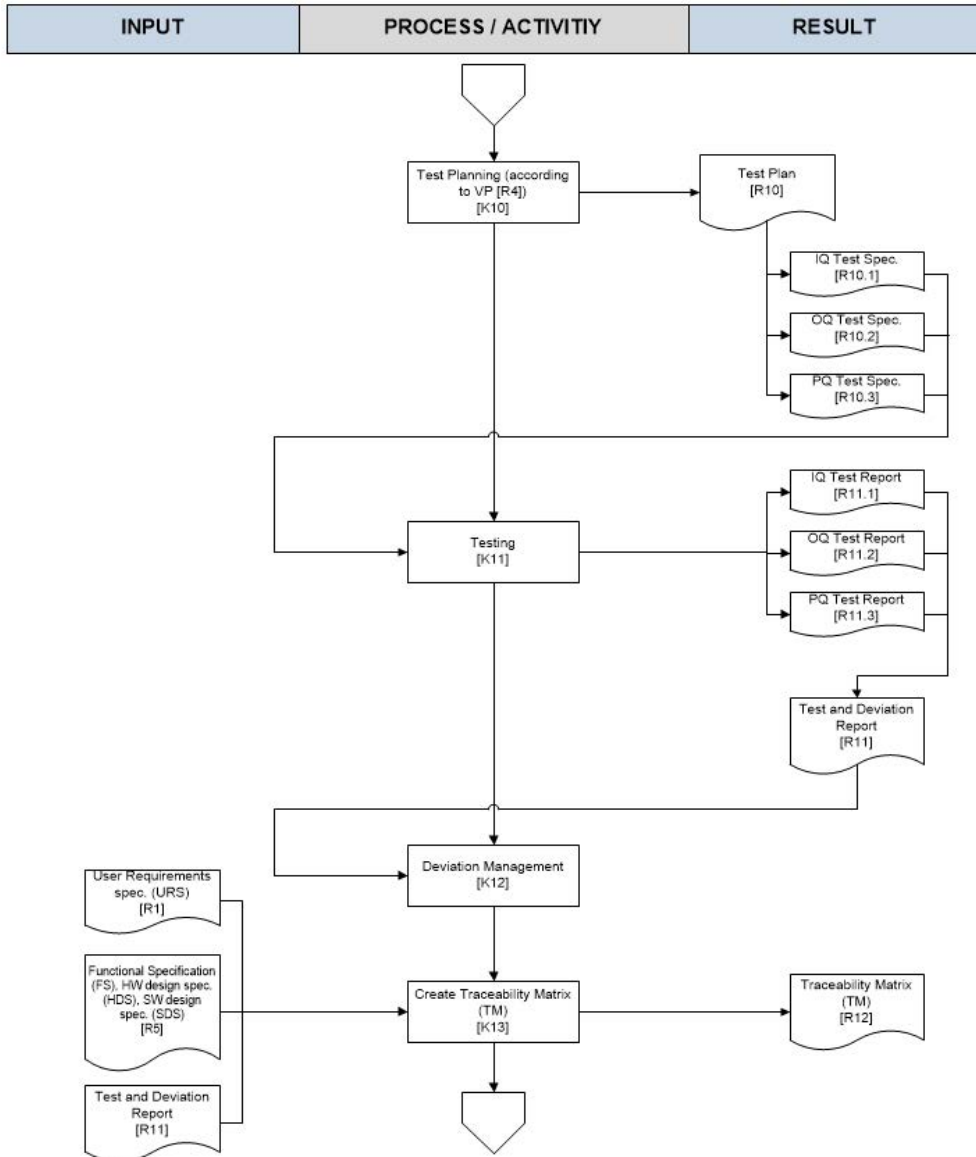 INPUT
PROCESS / ACTIVITIY
RESULT
Test Planning (according
to VP [R4])
[K10]
Test Plan
[R10]
IQ Test Spec.
[R10.1]
OQ Test Spec.
[R10.2]
PQ Test Spec.
[R10.3]
IQ Test Report
[R11.1]
Testing
[K11]
OQ Test Report
[R11.2]
PQ Test Report
[R11.3]
Test and Deviation
Report
[R11]
Deviation Management
[K12]
User Requirements
spec. (URS)
[R1]
Functional Specification
(FS), HW design spec.
(HDS), SW design
spec. (SDS)
[R5]
Create Traceability Matrix
(TM)
[K13]
Traceability Matrix
(TM)
[R12]
Test and Deviation
Report
[R11]